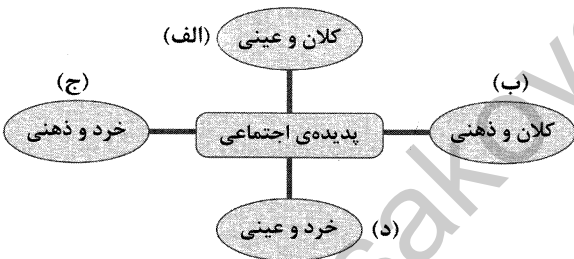 کلان و عینی (الف)
(ج)
(ب)
خرد و ذهنی
پدیده‌ی اجتماعی
کلان و ذهنی
خرد و عینی (د)